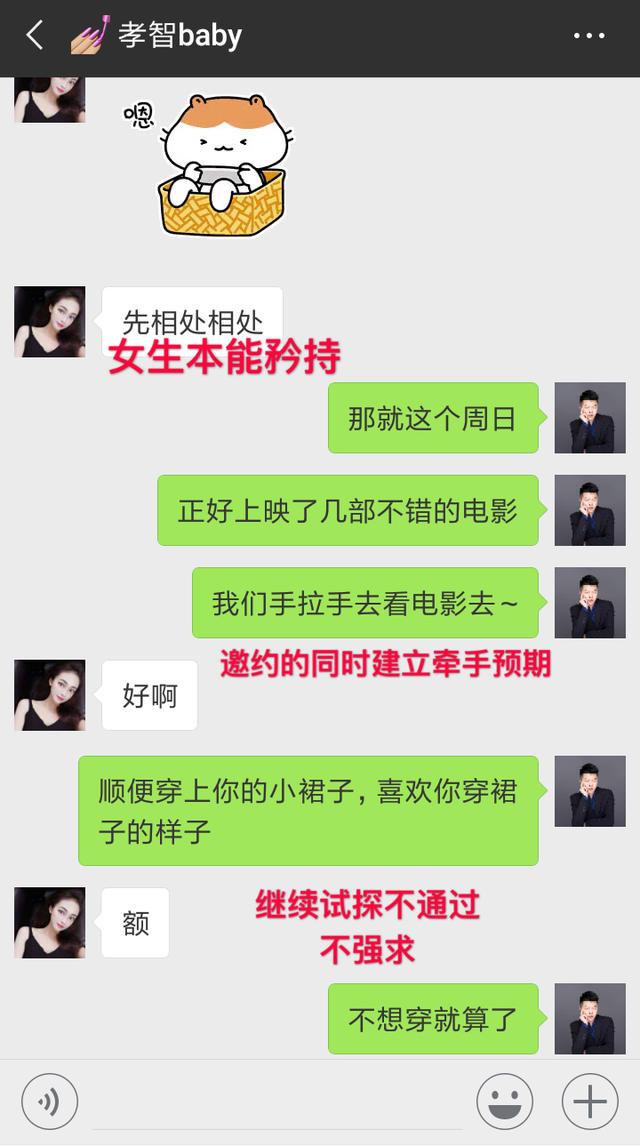 孝智baby
嗯
先相处相处
女生本能矜持
那就这个周日
正好上映了几部不错的电影
我们手拉手去看电影去～
邀约的同时建立牵手预期
好啊
顺便穿上你的小裙子，喜欢你穿裙
子的样子
额
继续试探不通过
不强求
不想穿就算了